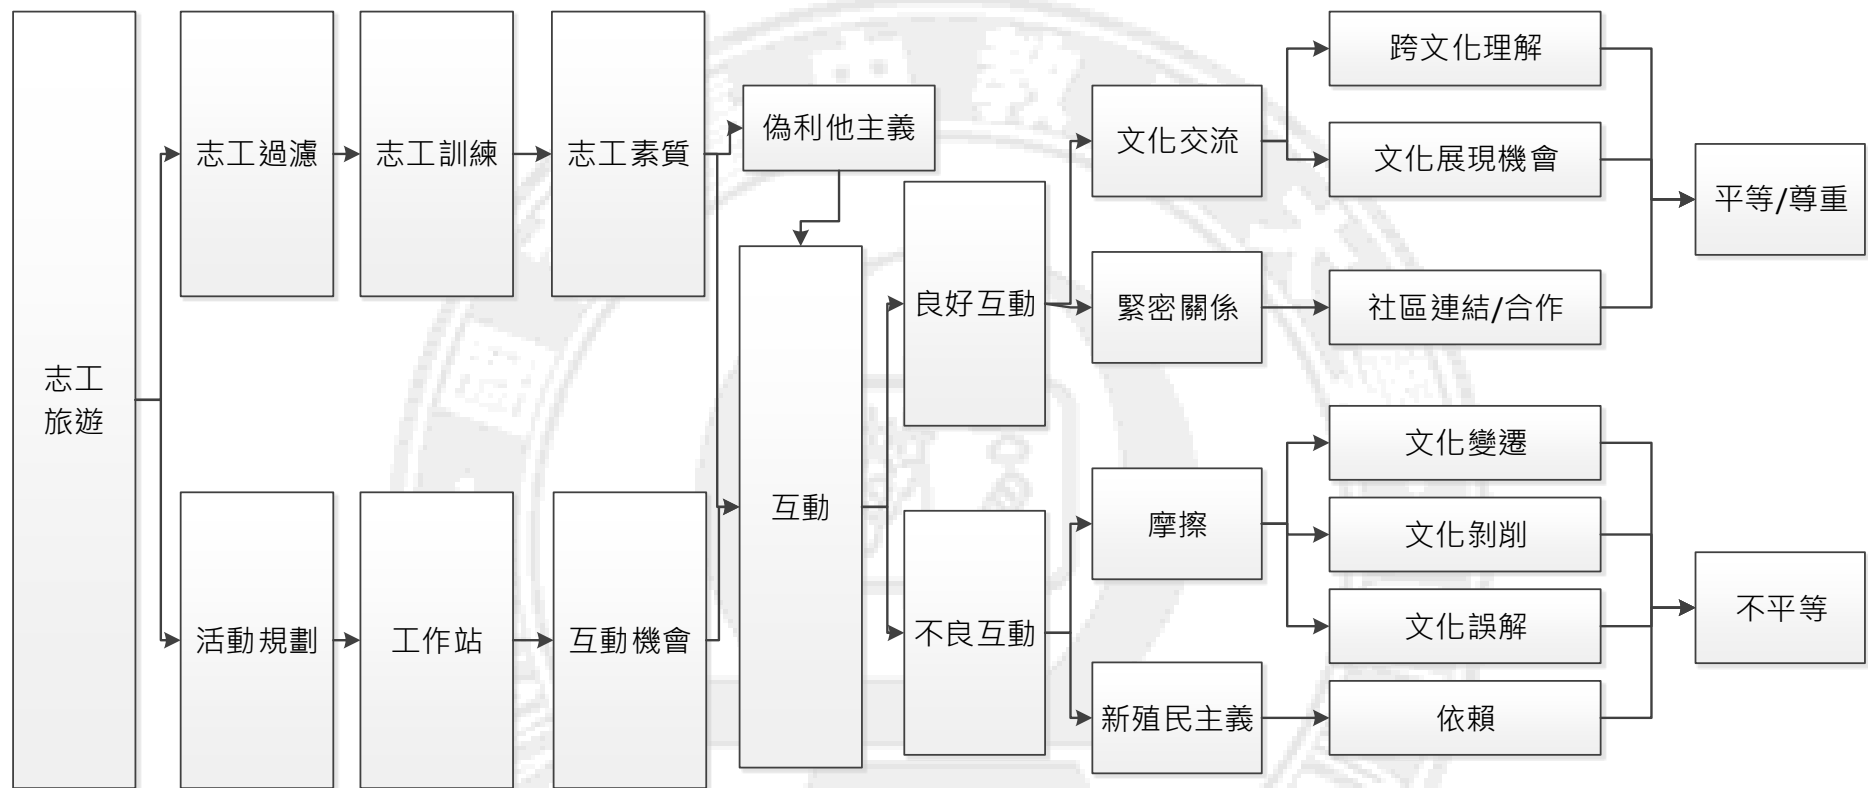 志工
旅遊
志工過濾
志工訓練
志工素質
偽利他主義
活動規劃
工作站
互動機會
互動
良好互動
不良互動
文化交流
緊密關係
摩擦
新殖民主義
跨文化理解
文化展現機會
社區連結/合作
文化變遷
文化剝削
文化誤解
依賴
平等/尊重
不平等